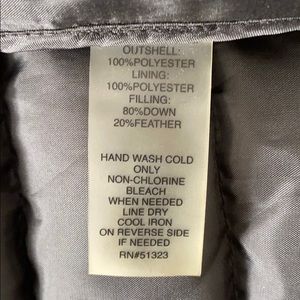 OUTSHELL:
100%POLYESTER
LINING:
100%POLYESTER
FILLING:
80%DOWN
20%FEATHER
HAND WASH COLD
ONLY
NON-CHLORINE
BLEACH
WHEN NEEDED
LINE DRY
COOL IRON
ON REVERSE SIDE
IF NEEDED
RN#51323